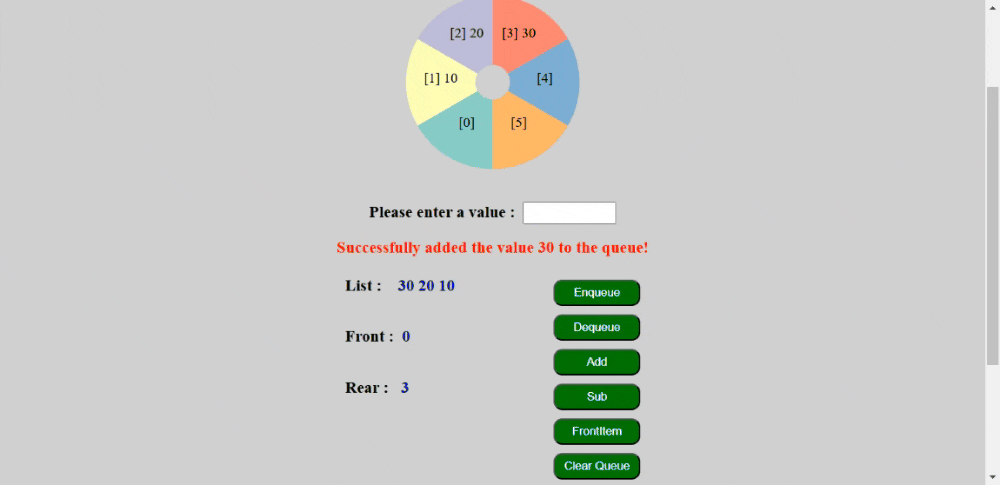 [2] 20 [3] 30
[1] 10 [4]
[0] [5]
Please enter a value :
Successfully added the value 30 to the queue!
List : 30 20 10
Enqueue
Dequeue
Front : 0
Add
Rear : 3
Sub
FrontItem
Clear Queue